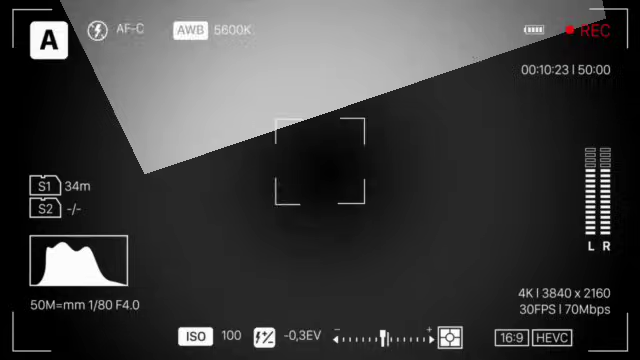 A AF-C AWB 5600K REC
00:10:23 | 50:00
S1 34m
S2 -/-
L R
50M=mm 1/80 F4.0
4K | 3840 x 2160
30FPS | 70Mbps
ISO 100 -0,3EV - + 16:9 HEVC